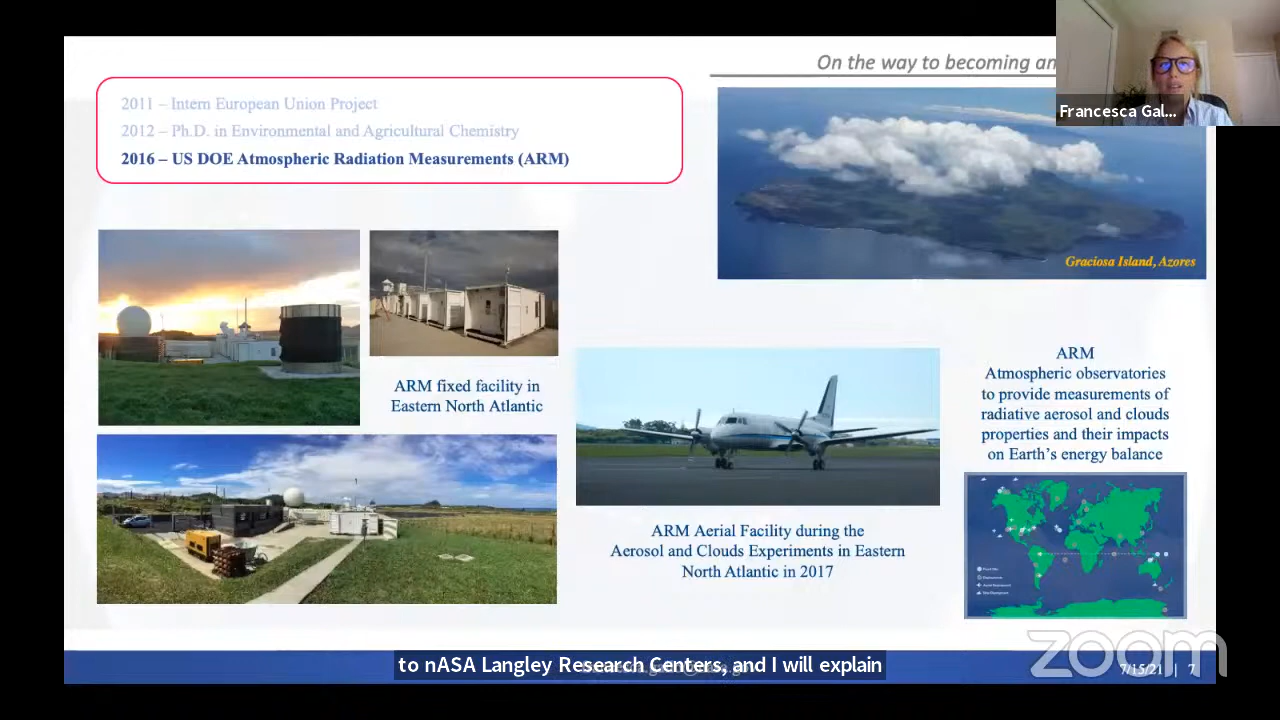 On the way to becoming an
Francesca Gal...
2011 – Intern European Union Project
2012 – Ph.D. in Environmental and Agricultural Chemistry
2016 – US DOE Atmospheric Radiation Measurements (ARM)
Graciosa Island, Azores
ARM fixed facility in
Eastern North Atlantic
ARM Aerial Facility during the
Aerosol and Clouds Experiments in Eastern
North Atlantic in 2017
ARM
Atmospheric observatories
to provide measurements of
radiative aerosol and clouds
properties and their impacts
on Earth's energy balance
to nASA Langley Research Centers, and I will explain
zoom
7/15/21 | 7